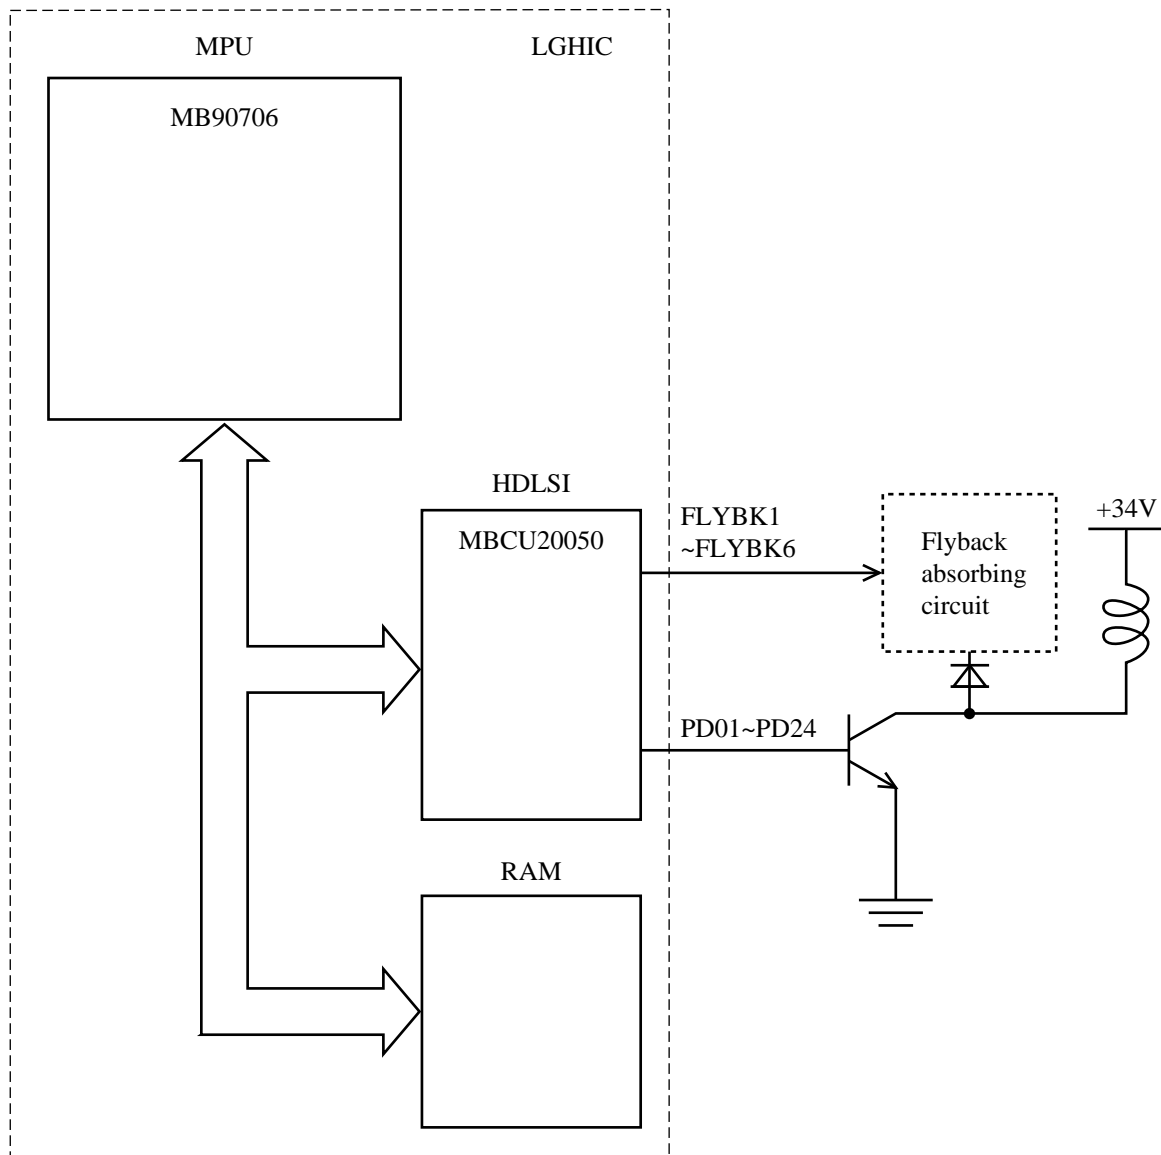 MPU
LGHIC
MB90706
HDLSI
MBCU20050
FLYBK1
~FLYBK6
Flyback
absorbing
circuit
+34V
PD01~PD24
RAM